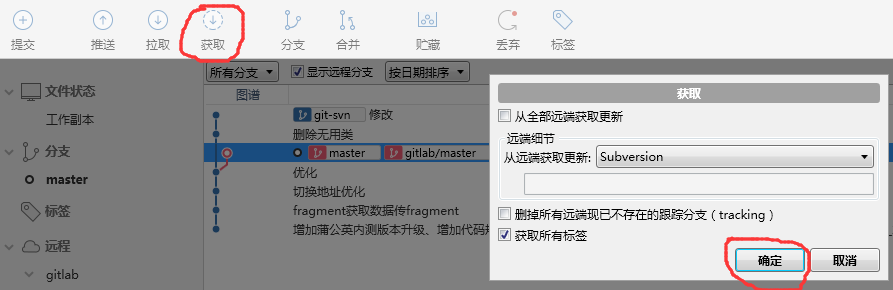 提交 推送 拉取 获取 分支 合并 贮藏 丢弃 标签
所有分支 显示远程分支 按日期排序
图谱
文件状态
工作副本
分支
master
标签
远程
gitlab
git-svn 修改
删除无用类
master gitlab/master
优化
切换地址优化
fragment获取数据传fragment
增加蒲公英内测版本升级、增加代码
获取
从全部远端获取更新
远端细节
从远端获取更新: Subversion
删掉所有远端现已不存在的跟踪分支（tracking）
获取所有标签
确定 取消